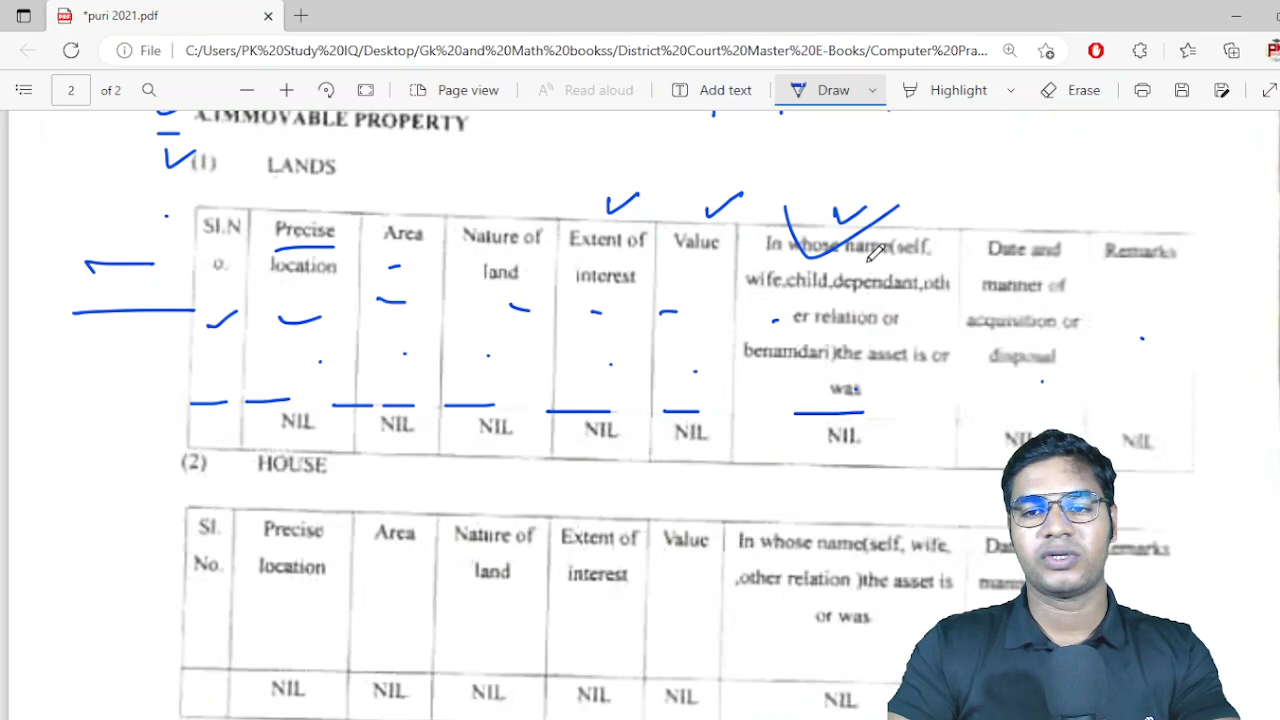 *puri 2021.pdf
File
C:/Users/PK%20Study%20IQ/Desktop/Gk%20and%20Math%20bookss/District%20Court%20Master%20E-Books/Computer%20Pra...
2 of 2
Page view
Read aloud
Add text
Draw
Highlight
Erase
A.IMMOVABLE PROPERTY
(1) LANDS
Sl.N Precise Area Nature of Extent of Value In whose name(self, Date and Remarks
o. location land interest wife,child,dependant,oth manner of
er relation or acquisition or
benamdari)the asset is or disposal
was
NIL NIL NIL NIL NIL NIL NIL NIL
(2) HOUSE
Sl. Precise Area Nature of Extent of Value In whose name(self, wife,
No. location land interest ,other relation )the asset is
or was
NIL NIL NIL NIL NIL NIL